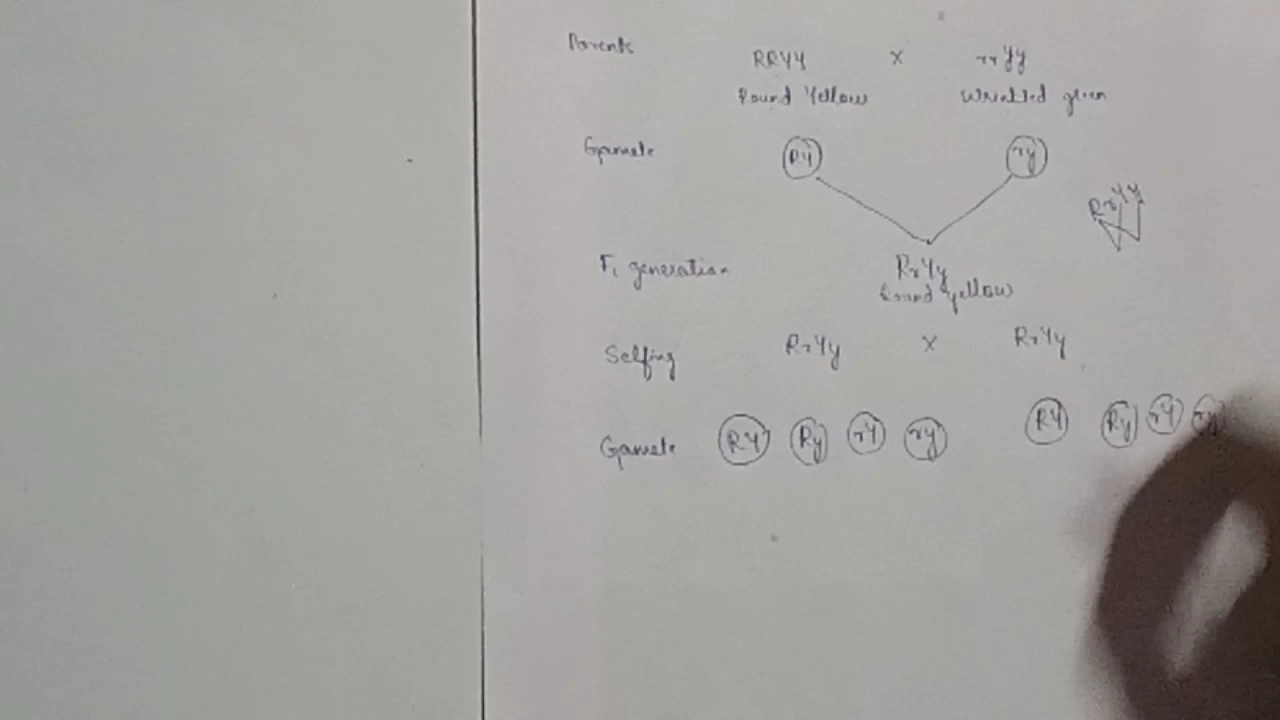 Parents RRYY X rryy
Round Yellow Wrinkled green
Gamete RY ry
RrYy
F1 generation RrYy
Round yellow
Selfing RrYy X RrYy
Gamete RY Ry rY ry RY Ry rY ry